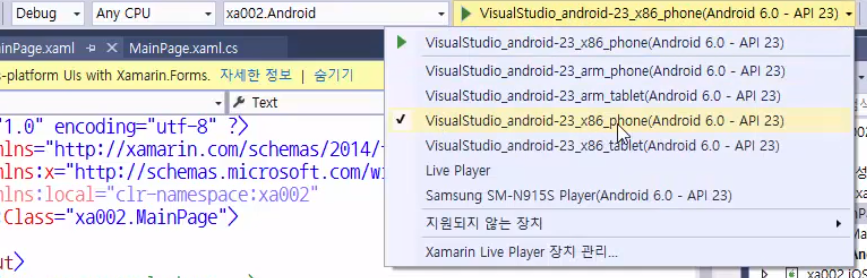 Debug Any CPU xa002.Android VisualStudio_android-23_x86_phone(Android 6.0 - API 23)
inPage.xaml MainPage.xaml.cs
s-platform UIs with Xamarin.Forms. 자세한 정보 | 숨기기
Text
"1.0" encoding="utf-8" ?>
mlns="http://xamarin.com/schemas/2014/
mlns:x="http://schemas.microsoft.com/wi
mlns:local="clr-namespace:xa002"
:Class="xa002.MainPage">
ut>
VisualStudio_android-23_x86_phone(Android 6.0 - API 23)
VisualStudio_android-23_arm_phone(Android 6.0 - API 23)
VisualStudio_android-23_arm_tablet(Android 6.0 - API 23)
VisualStudio_android-23_x86_phone(Android 6.0 - API 23)
VisualStudio_android-23_x86_tablet(Android 6.0 - API 23)
Live Player
Samsung SM-N915S Player(Android 6.0 - API 23)
지원되지 않는 장치
Xamarin Live Player 장치 관리...
xa002.iOS